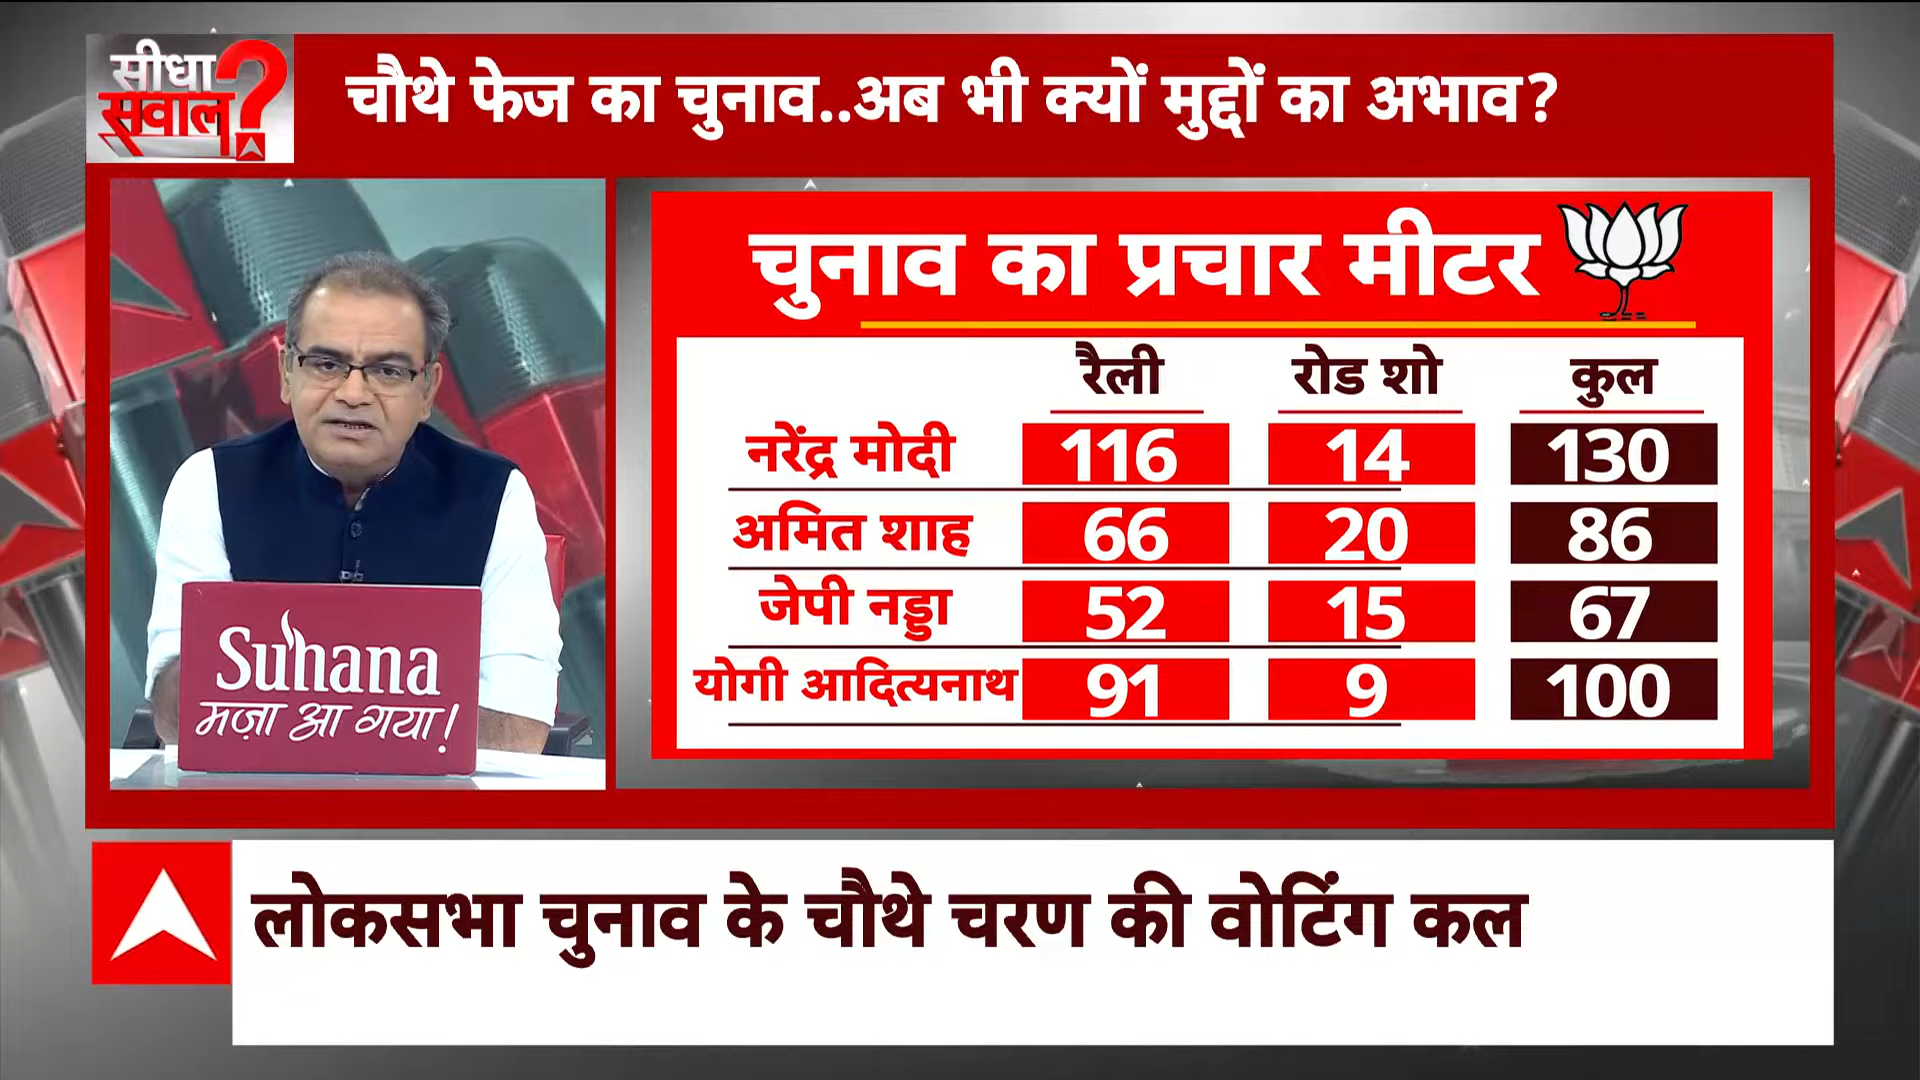 सीधा
सवाल?
चौथे फेज का चुनाव..अब भी क्यों मुद्दों का अभाव?
चुनाव का प्रचार मीटर
रैली रोड शो कुल
नरेंद्र मोदी 116 14 130
अमित शाह 66 20 86
जेपी नड्डा 52 15 67
योगी आदित्यनाथ 91 9 100
Suhana
मज़ा आ गया!
लोकसभा चुनाव के चौथे चरण की वोटिंग कल